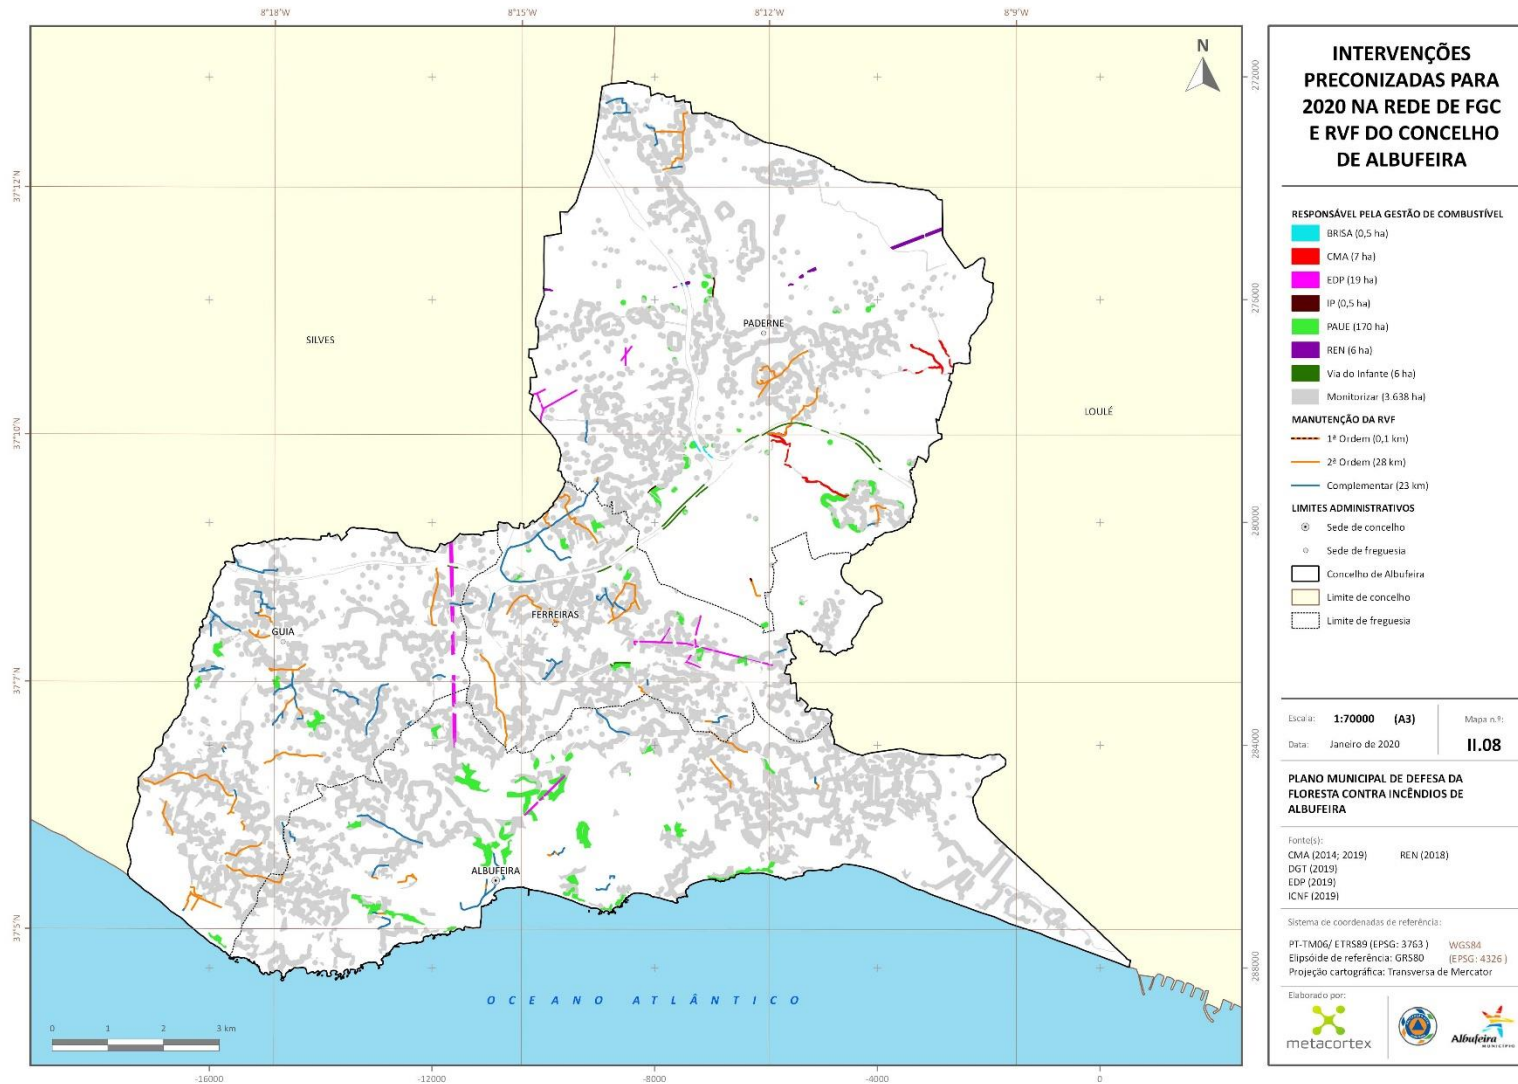 8°18'W 8°15'W 8°12'W 8°9'W
37°12'N
37°10'N
37°7'N
37°5'N
272000
276000
280000
284000
288000
-16000 -12000 -8000 -4000 0
N
SILVES
PADERNE
LOULÉ
FERREIRAS
GUIA
ALBUFEIRA
OCEANO ATLÂNTICO
0 1 2 3 km
INTERVENÇÕES
PRECONIZADAS PARA
2020 NA REDE DE FGC
E RVF DO CONCELHO
DE ALBUFEIRA
RESPONSÁVEL PELA GESTÃO DE COMBUSTÍVEL
BRISA (0,5 ha)
CMA (7 ha)
EDP (19 ha)
IP (0,5 ha)
PAUE (170 ha)
REN (6 ha)
Via do Infante (6 ha)
Monitorizar (3.638 ha)
MANUTENÇÃO DA RVF
1ª Ordem (0,1 km)
2ª Ordem (28 km)
Complementar (23 km)
LIMITES ADMINISTRATIVOS
Sede de concelho
Sede de freguesia
Concelho de Albufeira
Limite de concelho
Limite de freguesia
Escala: 1:70000 (A3)
Data: Janeiro de 2020
Mapa n.º:
II.08
PLANO MUNICIPAL DE DEFESA DA
FLORESTA CONTRA INCÊNDIOS DE
ALBUFEIRA
Fonte(s):
CMA (2014; 2019) REN (2018)
DGT (2019)
EDP (2019)
ICNF (2019)
Sistema de coordenadas de referência:
PT-TM06/ ETRS89 (EPSG: 3763 ) WGS84
Elipsóide de referência: GRS80 (EPSG: 4326 )
Projeção cartográfica: Transversa de Mercator
Elaborado por:
metacortex
Albufeira
MUNICÍPIO